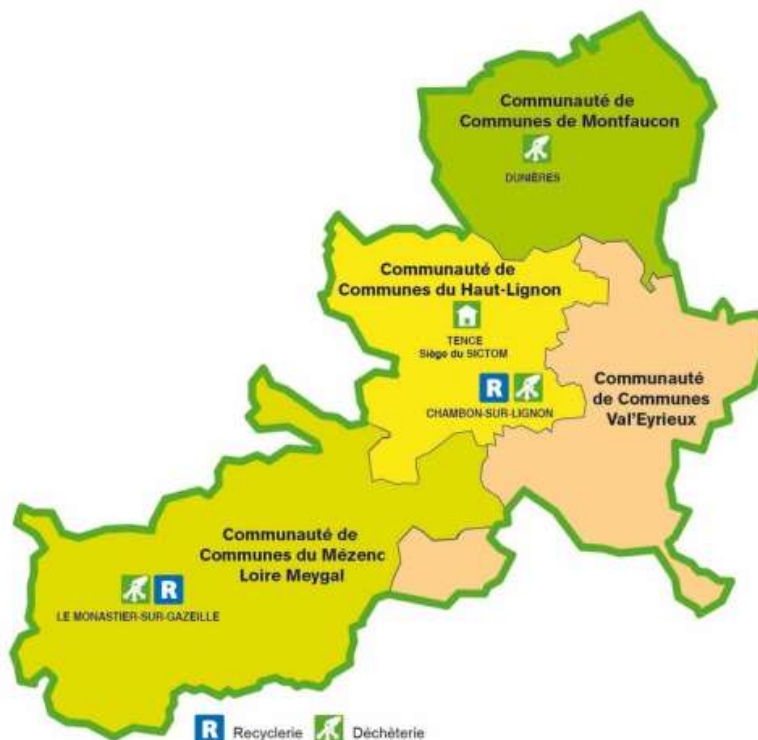 Communauté de
Communes de Montfaucon
DUNIÈRES
Communauté de
Communes du Haut-Lignon
TENCE
Siège du SICTOM
R
CHAMBON-SUR-LIGNON
Communauté
de Communes
Val'Eyrieux
Communauté de
Communes du Mézenc
Loire Meygal
R
LE MONASTIER-SUR-GAZEILLE
R Recyclerie Déchèterie